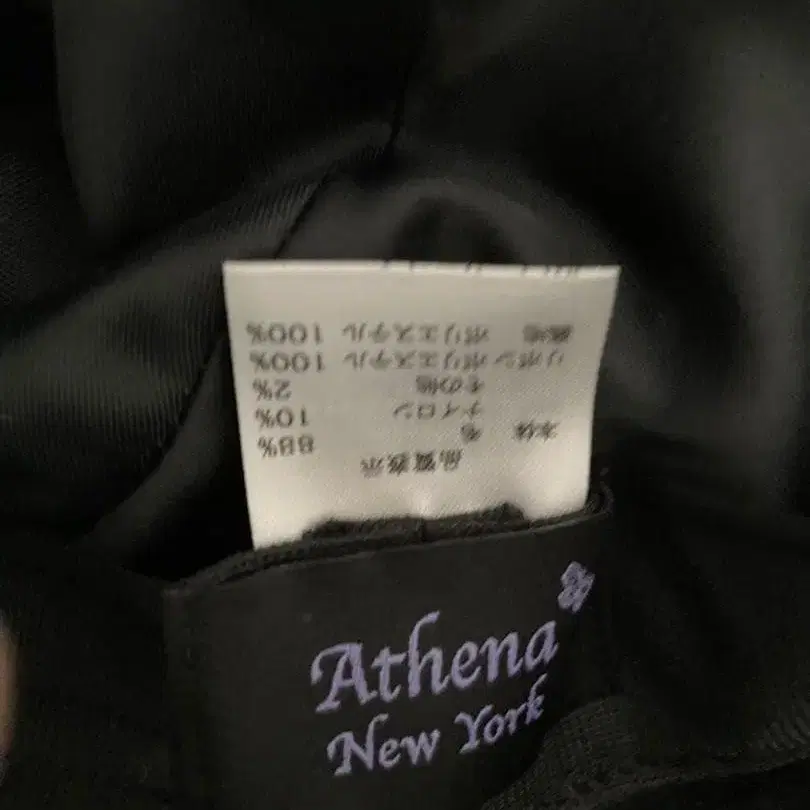 品質表示
本体 毛 88%
ナイロン 10%
その他 2%
リボン ポリエステル 100%
裏地 ポリエステル 100%
Athena
New York